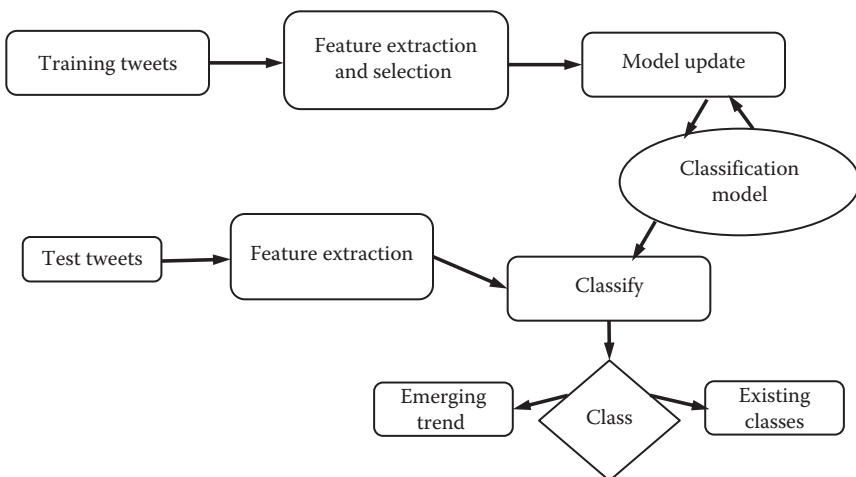 Training tweets
Feature extraction
and selection
Model update
Classification
model
Test tweets
Feature extraction
Classify
Emerging
trend
Class
Existing
classes